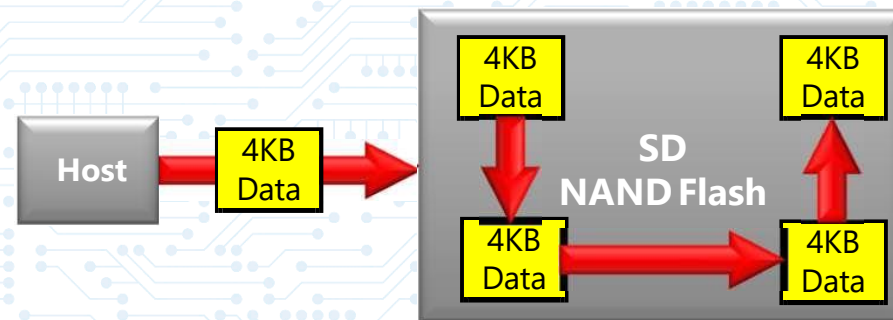 Host
4KB
Data
4KB
Data
4KB
Data
SD
NAND Flash
4KB
Data
4KB
Data